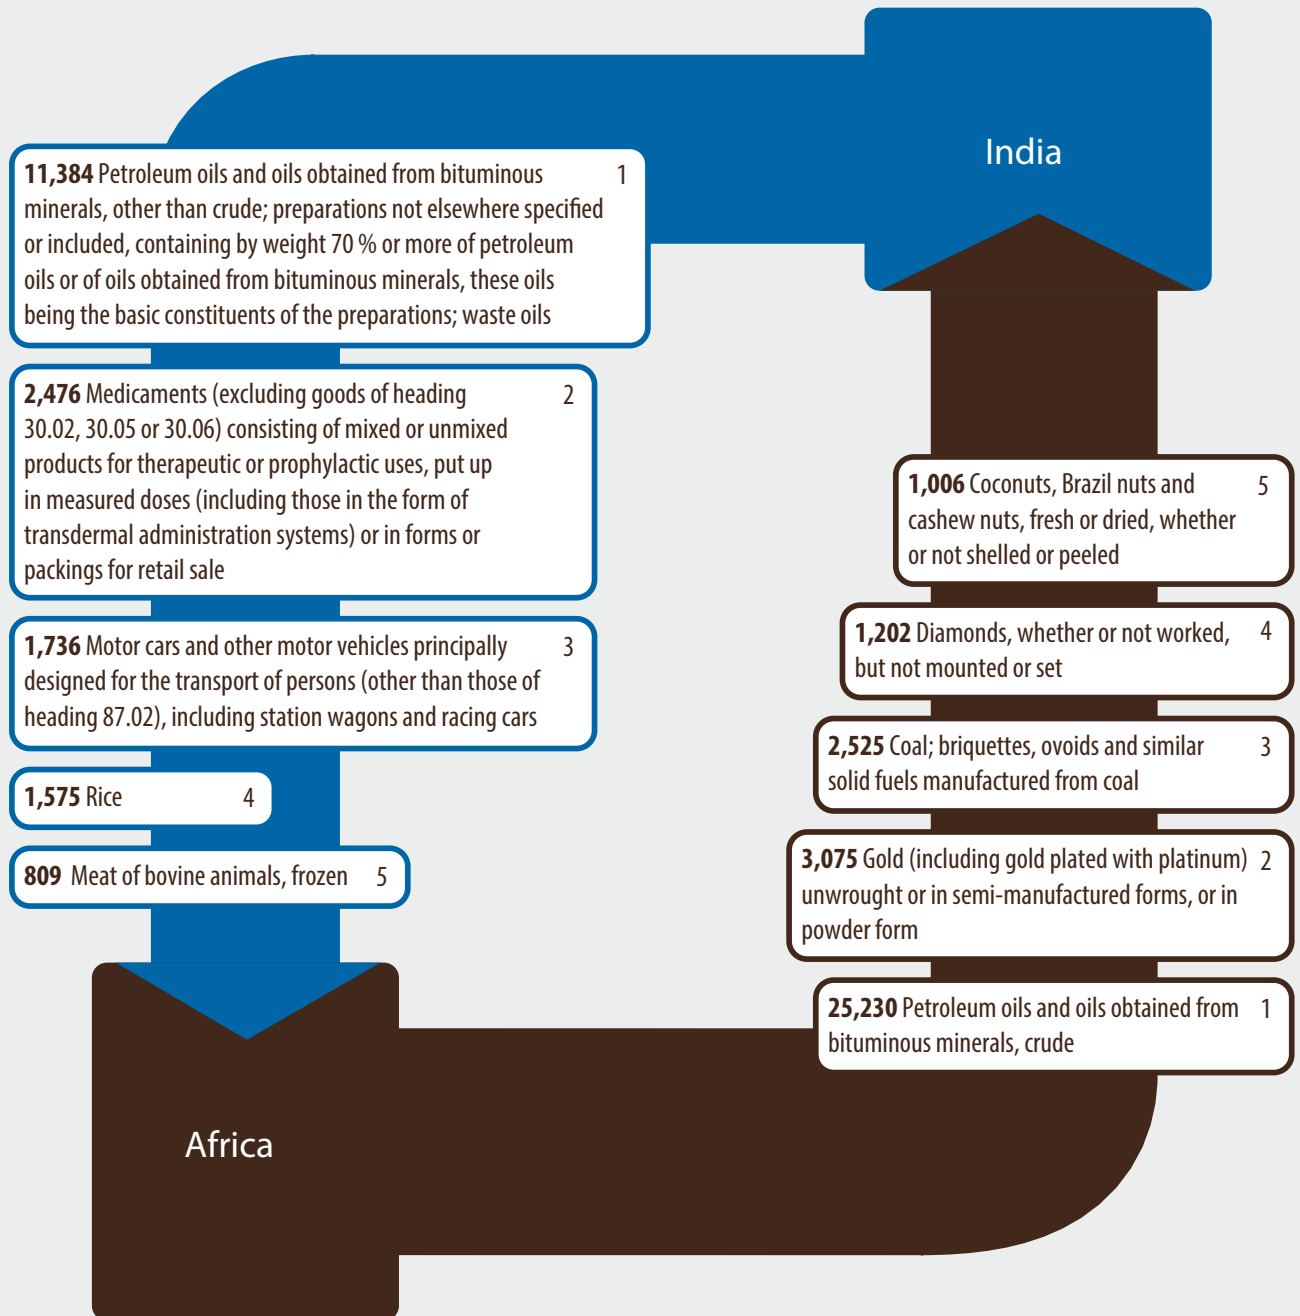 India
11,384 Petroleum oils and oils obtained from bituminous 1
minerals, other than crude; preparations not elsewhere specified
or included, containing by weight 70 % or more of petroleum
oils or of oils obtained from bituminous minerals, these oils
being the basic constituents of the preparations; waste oils
2,476 Medicaments (excluding goods of heading 2
30.02, 30.05 or 30.06) consisting of mixed or unmixed
products for therapeutic or prophylactic uses, put up
in measured doses (including those in the form of
transdermal administration systems) or in forms or
packings for retail sale
1,736 Motor cars and other motor vehicles principally 3
designed for the transport of persons (other than those of
heading 87.02), including station wagons and racing cars
1,575 Rice 4
809 Meat of bovine animals, frozen 5
1,006 Coconuts, Brazil nuts and 5
cashew nuts, fresh or dried, whether
or not shelled or peeled
1,202 Diamonds, whether or not worked, 4
but not mounted or set
2,525 Coal; briquettes, ovoids and similar 3
solid fuels manufactured from coal
3,075 Gold (including gold plated with platinum) 2
unwrought or in semi-manufactured forms, or in
powder form
25,230 Petroleum oils and oils obtained from 1
bituminous minerals, crude
Africa